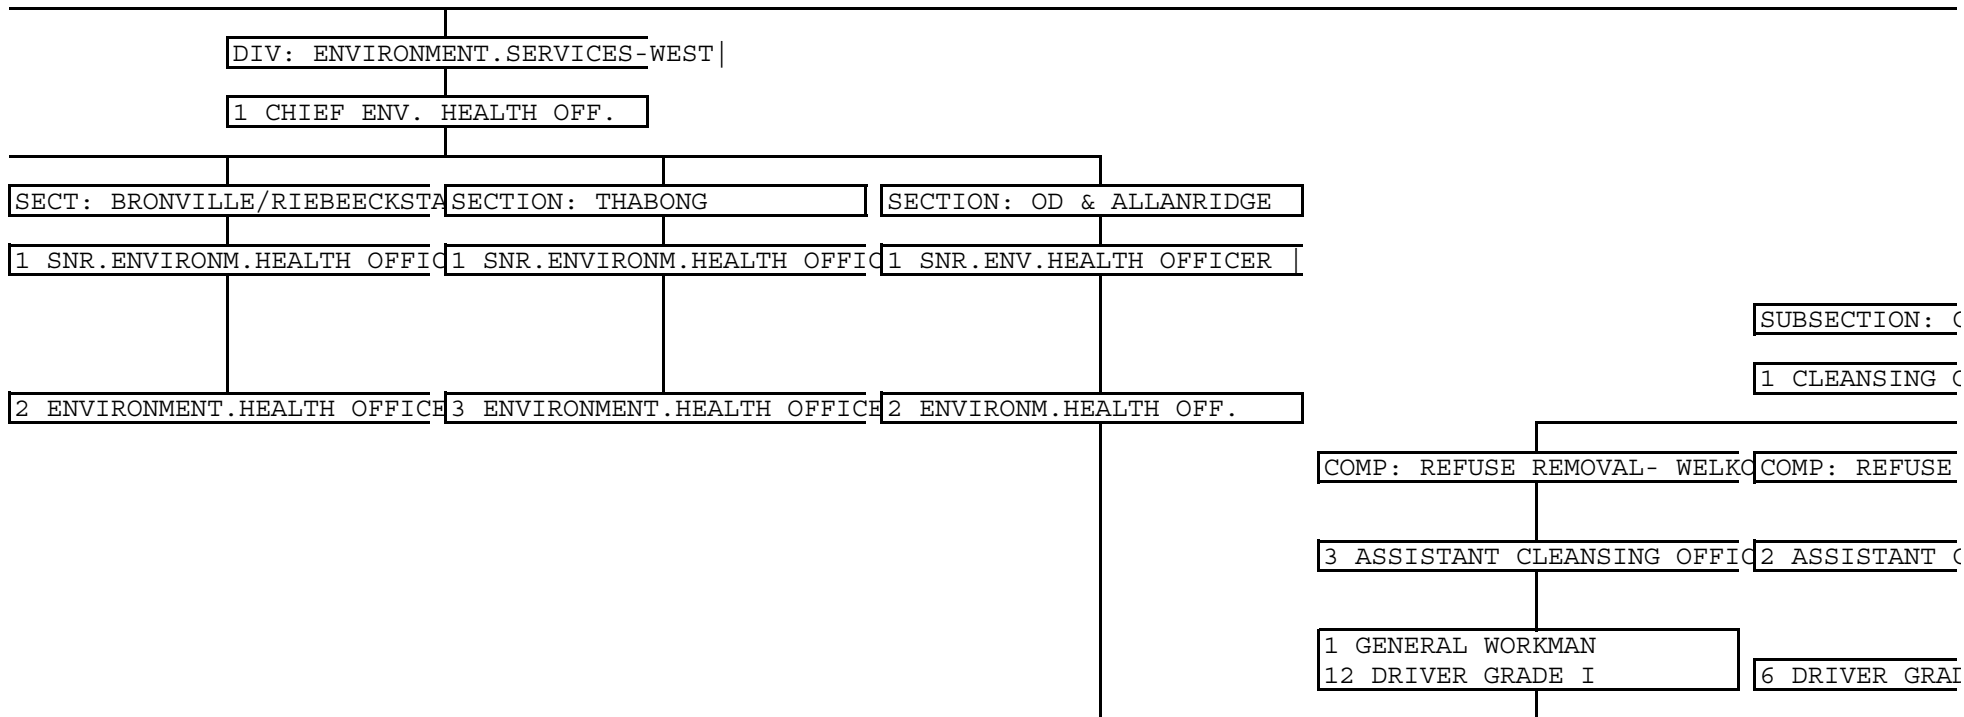 DIV: ENVIRONMENT.SERVICES-WEST|
1 CHIEF ENV. HEALTH OFF.
SECT: BRONVILLE/RIEBEECKSTA
SECTION: THABONG
SECTION: OD & ALLANRIDGE
1 SNR.ENVIRONM.HEALTH OFFIC
1 SNR.ENVIRONM.HEALTH OFFIC
1 SNR.ENV.HEALTH OFFICER |
SUBSECTION:
1 CLEANSING
2 ENVIRONMENT.HEALTH OFFICE
3 ENVIRONMENT.HEALTH OFFICE
2 ENVIRONM.HEALTH OFF.
COMP: REFUSE REMOVAL- WELKO
COMP: REFUSE
3 ASSISTANT CLEANSING OFFIC
2 ASSISTANT
1 GENERAL WORKMAN
12 DRIVER GRADE I
6 DRIVER GRAD